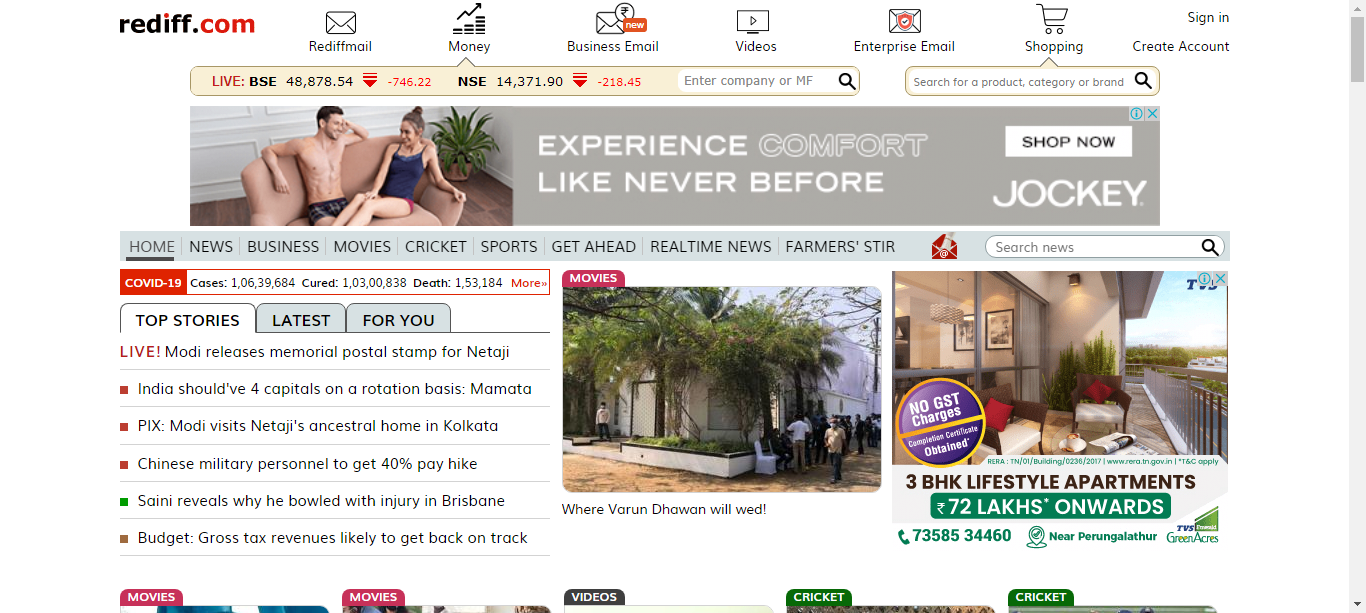 rediff.com
Rediffmail
Money
new
Business Email
Videos
Enterprise Email
Shopping
Sign in
Create Account
LIVE: BSE 48,878.54 -746.22 NSE 14,371.90 -218.45
Enter company or MF
Search for a product, category or brand
EXPERIENCE COMFORT
LIKE NEVER BEFORE
SHOP NOW
JOCKEY
HOME NEWS BUSINESS MOVIES CRICKET SPORTS GET AHEAD REALTIME NEWS FARMERS' STIR
Search news
COVID-19 Cases: 1,06,39,684 Cured: 1,03,00,838 Death: 1,53,184 More»
TOP STORIES LATEST FOR YOU
LIVE! Modi releases memorial postal stamp for Netaji
India should've 4 capitals on a rotation basis: Mamata
PIX: Modi visits Netaji's ancestral home in Kolkata
Chinese military personnel to get 40% pay hike
Saini reveals why he bowled with injury in Brisbane
Budget: Gross tax revenues likely to get back on track
MOVIES
Where Varun Dhawan will wed!
TVS
NO GST
Charges
Completion Certificate
Obtained*
RERA : TN/01/Building/0236/2017 | www.rera.tn.gov.in | *T&C apply
3 BHK LIFESTYLE APARTMENTS
₹72 LAKHS* ONWARDS
73585 34460
Near Perungalathur
TVS Emerald
GreenAcres
MOVIES
MOVIES
VIDEOS
CRICKET
CRICKET